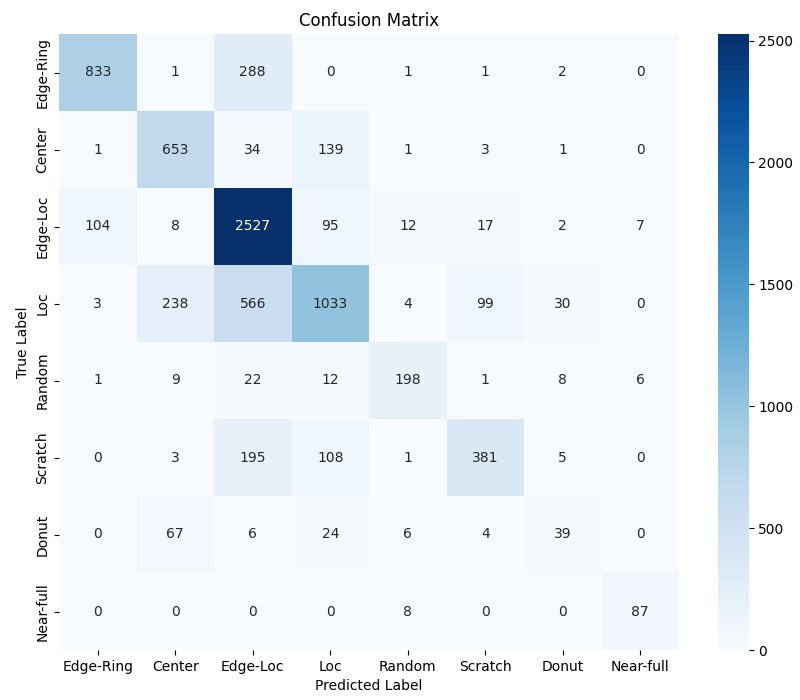 Confusion Matrix
Edge-Ring 833 1 288 0 1 1 2 0
Center 1 653 34 139 1 3 1 0
Edge-Loc 104 8 2527 95 12 17 2 7
Loc 3 238 566 1033 4 99 30 0
Random 1 9 22 12 198 1 8 6
Scratch 0 3 195 108 1 381 5 0
Donut 0 67 6 24 6 4 39 0
Near-full 0 0 0 0 8 0 0 87
Edge-Ring Center Edge-Loc Loc Random Scratch Donut Near-full
Predicted Label
True Label
2500
2000
1500
1000
500
0